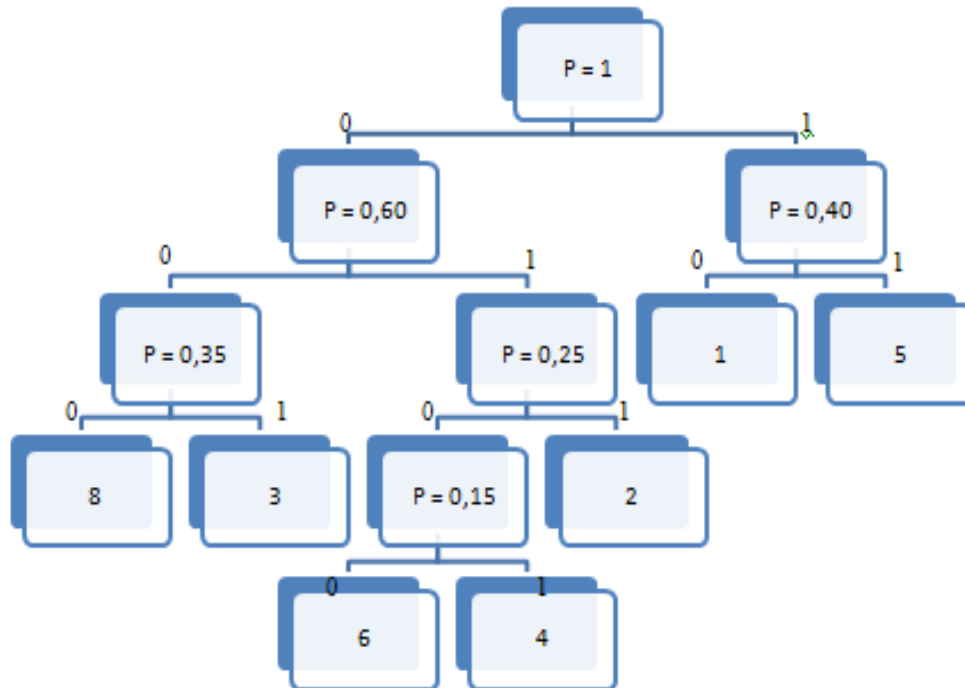 P = 1
0 1
P = 0,60 P = 0,40
0 1 0 1
P = 0,35 P = 0,25 1 5
0 1 0 1
8 3 P = 0,15 2
0 1
6 4